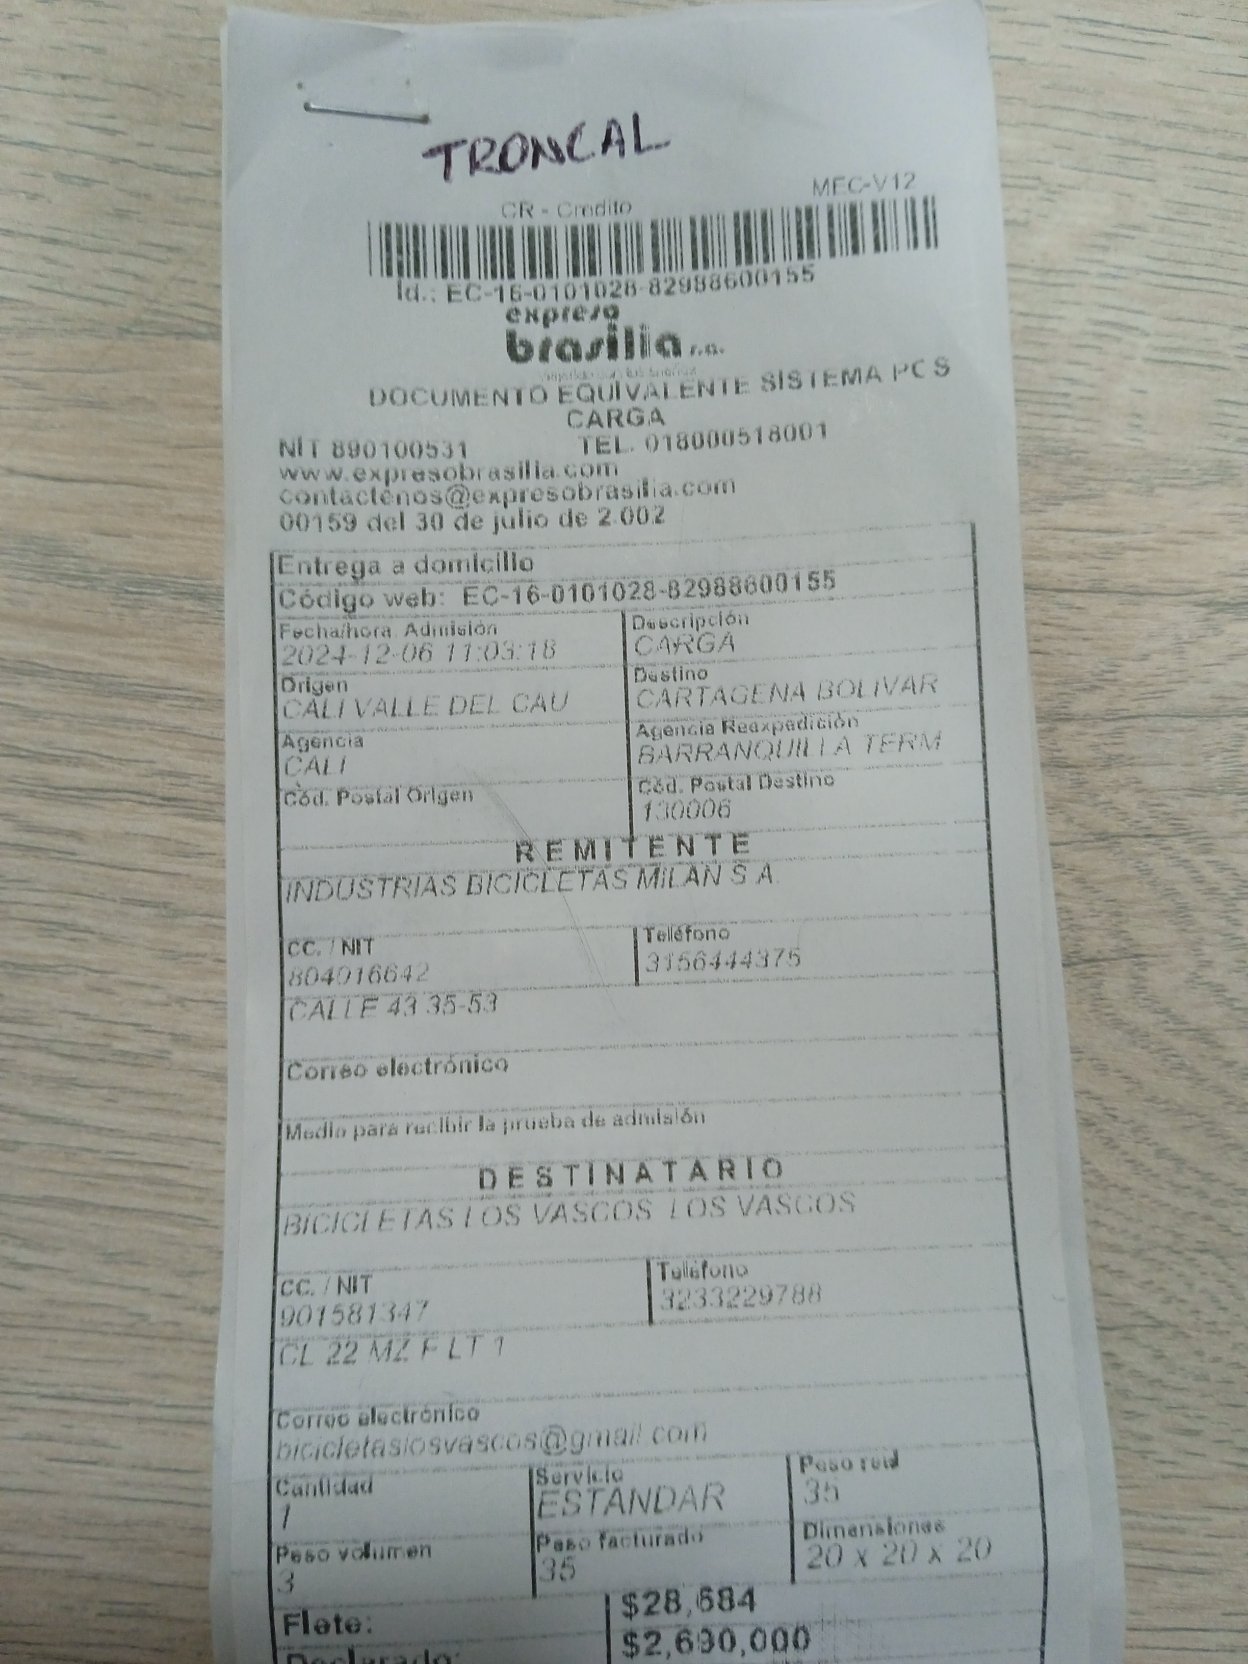 TRONCAL
MFC-V12
CR - Credito
Id.: EC-16-0101028-82988600155
expreso
brasilia s.a.
DOCUMENTO EQUIVALENTE SISTEMA PC S
CARGA
NIT 890100531 TEL. 018000518001
www.expresobrasilia.com
contactenos@expresobrasilia.com
00159 del 30 de julio de 2.002
Entrega a domicilio
Código web: EC-16-0101028-82988600155
Fecha/hora Admisión Descripción
2024-12-06 11:03:18 CARGA
Origen Destino
CALI VALLE DEL CAU CARTAGENA BOLIVAR
Agencia Agencia Reexpedición
CALI BARRANQUILLA TERM
Cód. Postal Origen Cód. Postal Destino
130006
REMITENTE
INDUSTRIAS BICICLETAS MILAN S.A.
CC. / NIT Teléfono
804016642 3156444375
CALLE 43 35-53
Correo electrónico
Medio para recibir la prueba de admisión
DESTINATARIO
BICICLETAS LOS VASCOS LOS VASCOS
CC. / NIT Teléfono
901581347 3233229788
CL 22 MZ F LT 1
Correo electrónico
bicicletaslosvascos@gmail.com
Cantidad Servicio Peso real
1 ESTANDAR 35
Peso volumen Peso facturado Dimensiones
3 35 20 x 20 x 20
Flete: $28,684
Declarado: $2,690,000